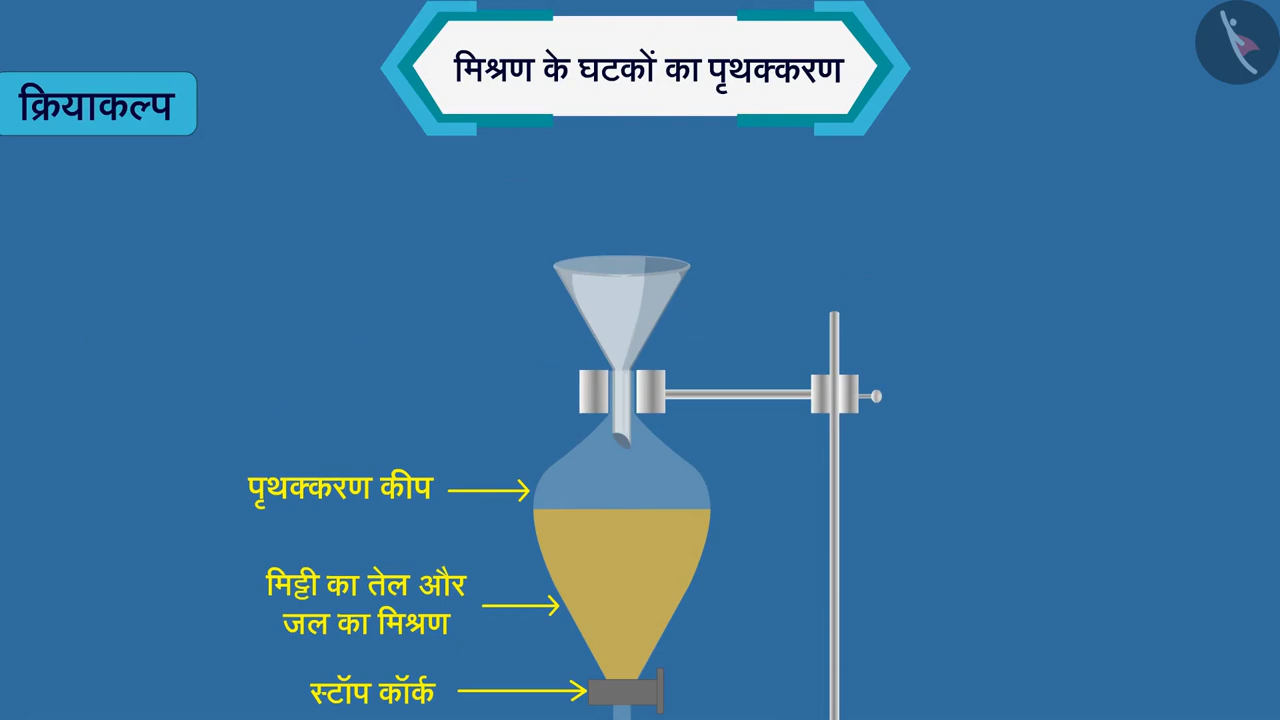 मिश्रण के घटकों का पृथक्करण
क्रियाकल्प
पृथक्करण कीप
मिट्टी का तेल और
जल का मिश्रण
स्टॉप कॉर्क